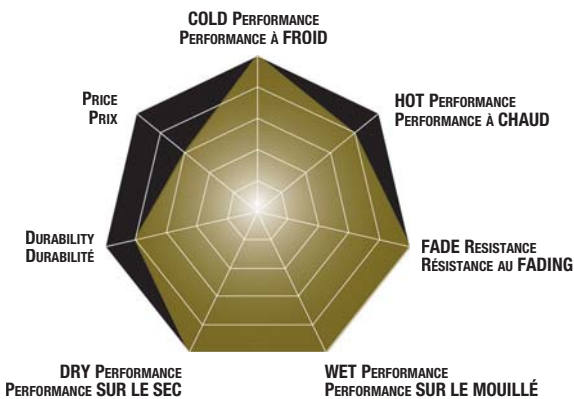 COLD PERFORMANCE
PERFORMANCE À FROID
PRICE
PRIX
HOT PERFORMANCE
PERFORMANCE À CHAUD
DURABILITY
DURABILITÉ
FADE RESISTANCE
RÉSISTANCE AU FADING
DRY PERFORMANCE
PERFORMANCE SUR LE SEC
WET PERFORMANCE
PERFORMANCE SUR LE MOUILLÉ